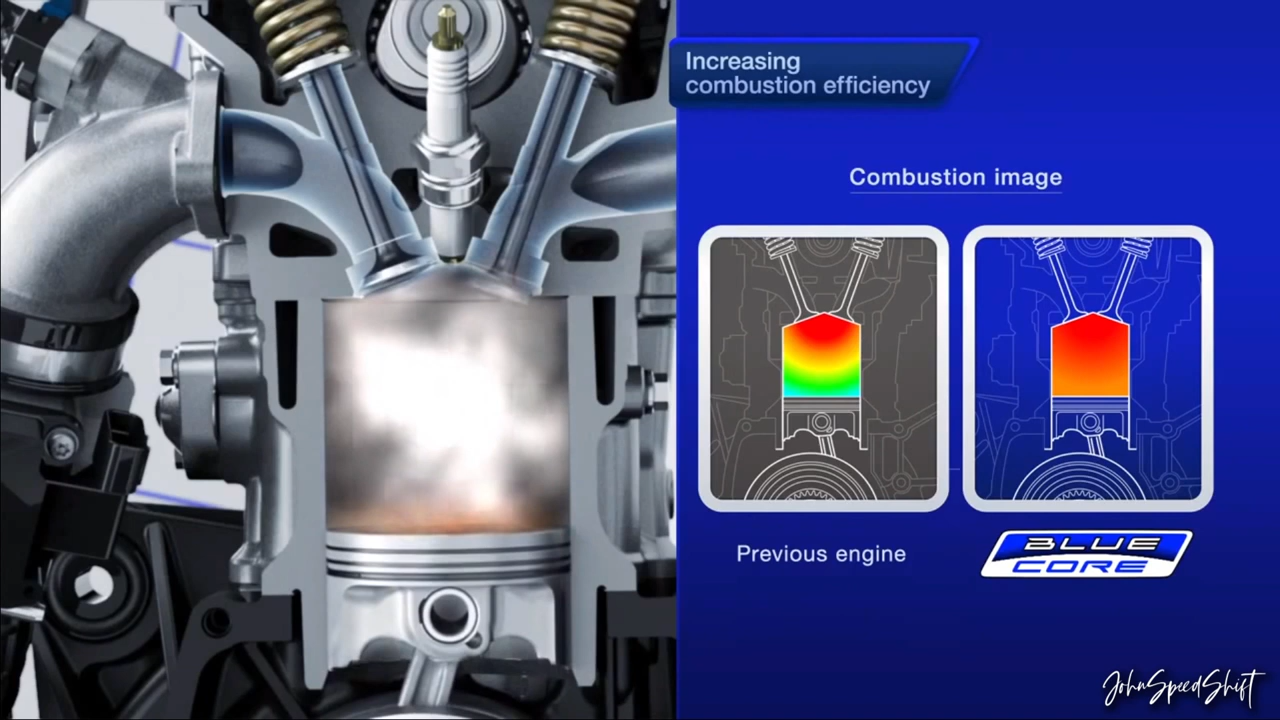 Increasing
combustion efficiency
Combustion image
Previous engine
BLUE
CORE
JohnSpeedShift